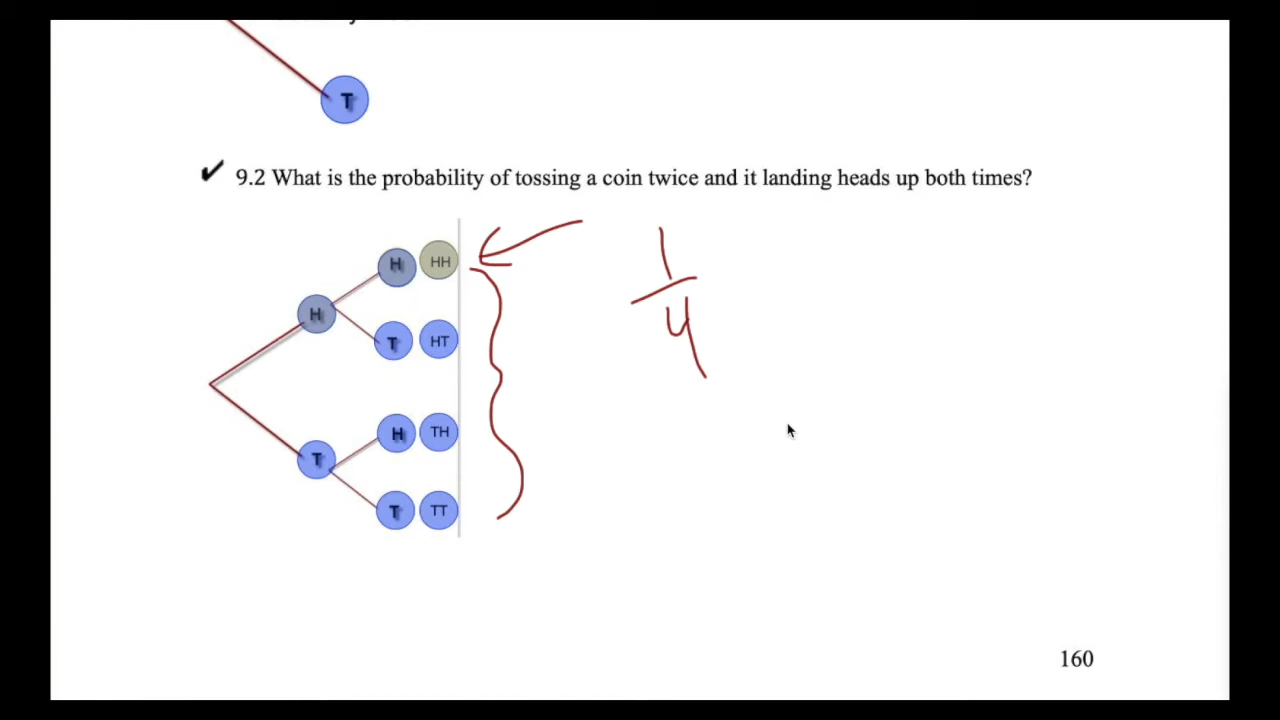 T
✔ 9.2 What is the probability of tossing a coin twice and it landing heads up both times?
H HH
H
T HT
H TH
T
T TT
1
4
160